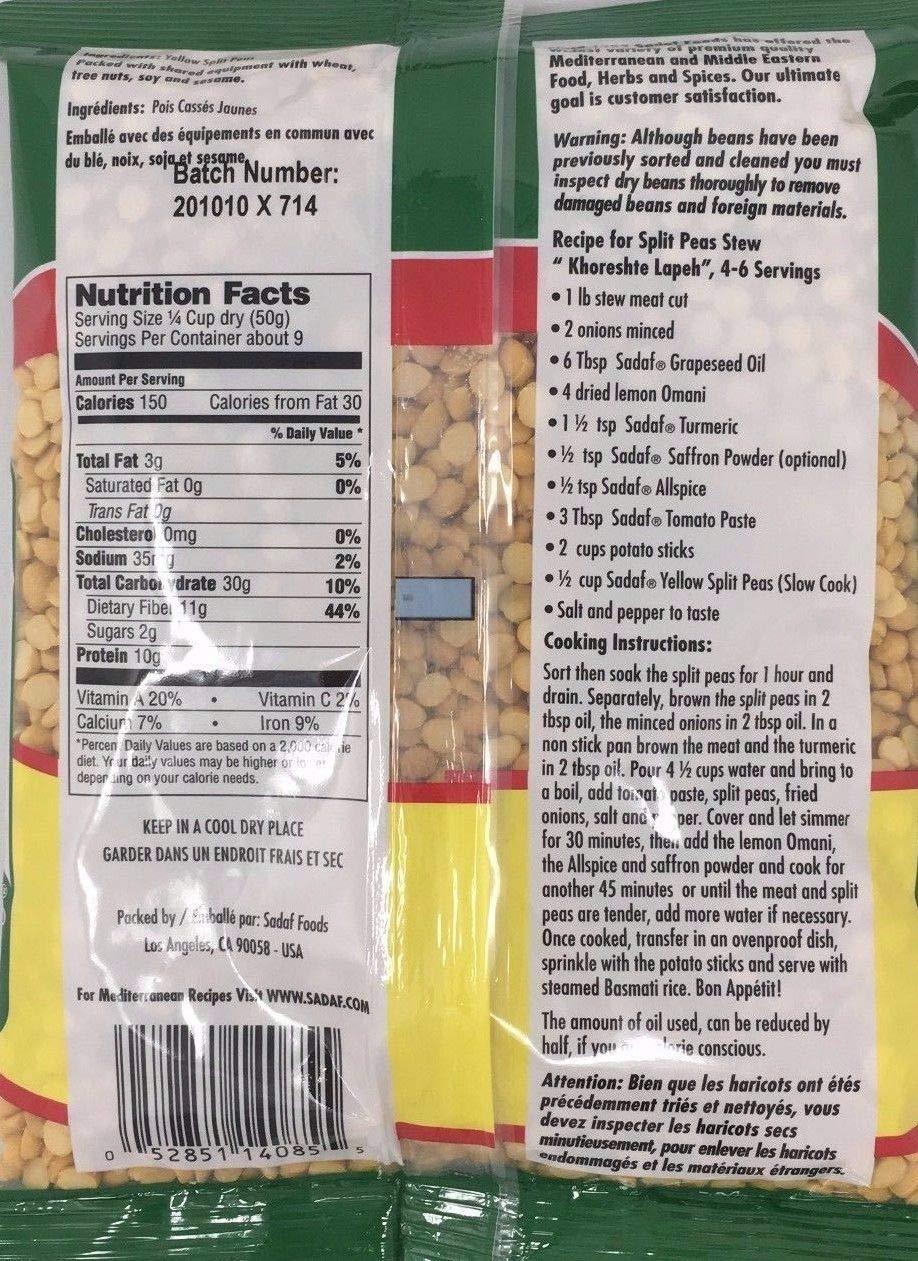 Ingredients: Yellow Split Peas
Packed with shared equipment with wheat,
tree nuts, soy and sesame.
Ingrédients: Pois Cassés Jaunes
Emballé avec des équipements en commun avec
du blé, noix, soja et sesame.
Batch Number:
201010 X 714
Nutrition Facts
Serving Size ¼ Cup dry (50g)
Servings Per Container about 9
Amount Per Serving
Calories 150 Calories from Fat 30
% Daily Value *
Total Fat 3g 5%
Saturated Fat 0g 0%
Trans Fat 0g
Cholesterol 0mg 0%
Sodium 35mg 2%
Total Carbohydrate 30g 10%
Dietary Fiber 11g 44%
Sugars 2g
Protein 10g
Vitamin A 20% • Vitamin C 2%
Calcium 7% • Iron 9%
*Percent Daily Values are based on a 2,000 calorie
diet. Your daily values may be higher or lower
depending on your calorie needs.
KEEP IN A COOL DRY PLACE
GARDER DANS UN ENDROIT FRAIS ET SEC
Packed by / Emballé par: Sadaf Foods
Los Angeles, CA 90058 - USA
For Mediterranean Recipes Visit WWW.SADAF.COM
0 52851 14085 5
Sadaf Foods has offered the
widest variety of premium quality
Mediterranean and Middle Eastern
Food, Herbs and Spices. Our ultimate
goal is customer satisfaction.
Warning: Although beans have been
previously sorted and cleaned you must
inspect dry beans thoroughly to remove
damaged beans and foreign materials.
Recipe for Split Peas Stew
“ Khoreshte Lapeh”, 4-6 Servings
• 1 lb stew meat cut
• 2 onions minced
• 6 Tbsp Sadaf® Grapeseed Oil
• 4 dried lemon Omani
• 1 ½ tsp Sadaf® Turmeric
• ½ tsp Sadaf® Saffron Powder (optional)
• ½ tsp Sadaf® Allspice
• 3 Tbsp Sadaf® Tomato Paste
• 2 cups potato sticks
• ½ cup Sadaf® Yellow Split Peas (Slow Cook)
• Salt and pepper to taste
Cooking Instructions:
Sort then soak the split peas for 1 hour and
drain. Separately, brown the split peas in 2
tbsp oil, the minced onions in 2 tbsp oil. In a
non stick pan brown the meat and the turmeric
in 2 tbsp oil. Pour 4 ½ cups water and bring to
a boil, add tomato paste, split peas, fried
onions, salt and pepper. Cover and let simmer
for 30 minutes, then add the lemon Omani,
the Allspice and saffron powder and cook for
another 45 minutes or until the meat and split
peas are tender, add more water if necessary.
Once cooked, transfer in an ovenproof dish,
sprinkle with the potato sticks and serve with
steamed Basmati rice. Bon Appétit!
The amount of oil used, can be reduced by
half, if you conscious.
Attention: Bien que les haricots ont étés
précédemment triés et nettoyés, vous
devez inspecter les haricots secs
minutieusement, pour enlever les haricots
endommagés et les matériaux étrangers.